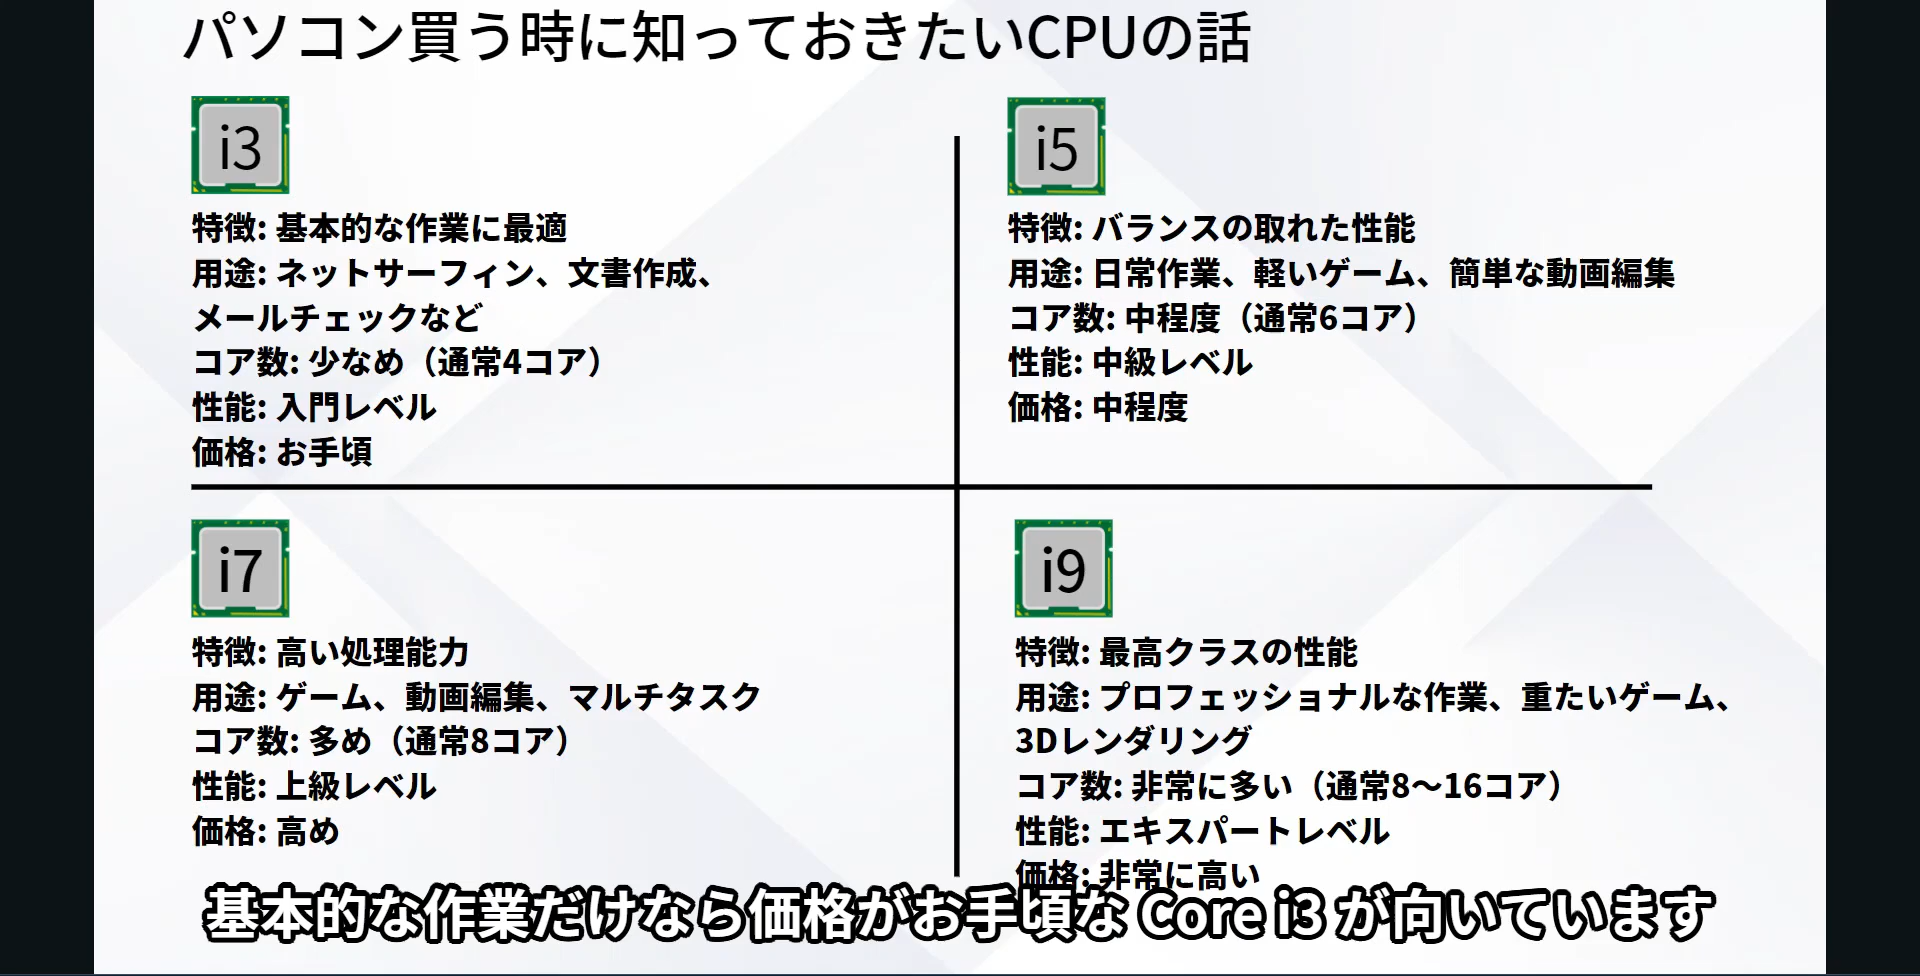 パソコン買う時に知っておきたいCPUの話
i3
特徴: 基本的な作業に最適
用途: ネットサーフィン、文書作成、
メールチェックなど
コア数: 少なめ（通常4コア）
性能: 入門レベル
価格: お手頃
i5
特徴: バランスの取れた性能
用途: 日常作業、軽いゲーム、簡単な動画編集
コア数: 中程度（通常6コア）
性能: 中級レベル
価格: 中程度
i7
特徴: 高い処理能力
用途: ゲーム、動画編集、マルチタスク
コア数: 多め（通常8コア）
性能: 上級レベル
価格: 高め
i9
特徴: 最高クラスの性能
用途: プロフェッショナルな作業、重たいゲーム、
3Dレンダリング
コア数: 非常に多い（通常8〜16コア）
性能: エキスパートレベル
価格: 非常に高い
基本的な作業だけなら価格がお手頃な Core i3 が向いています